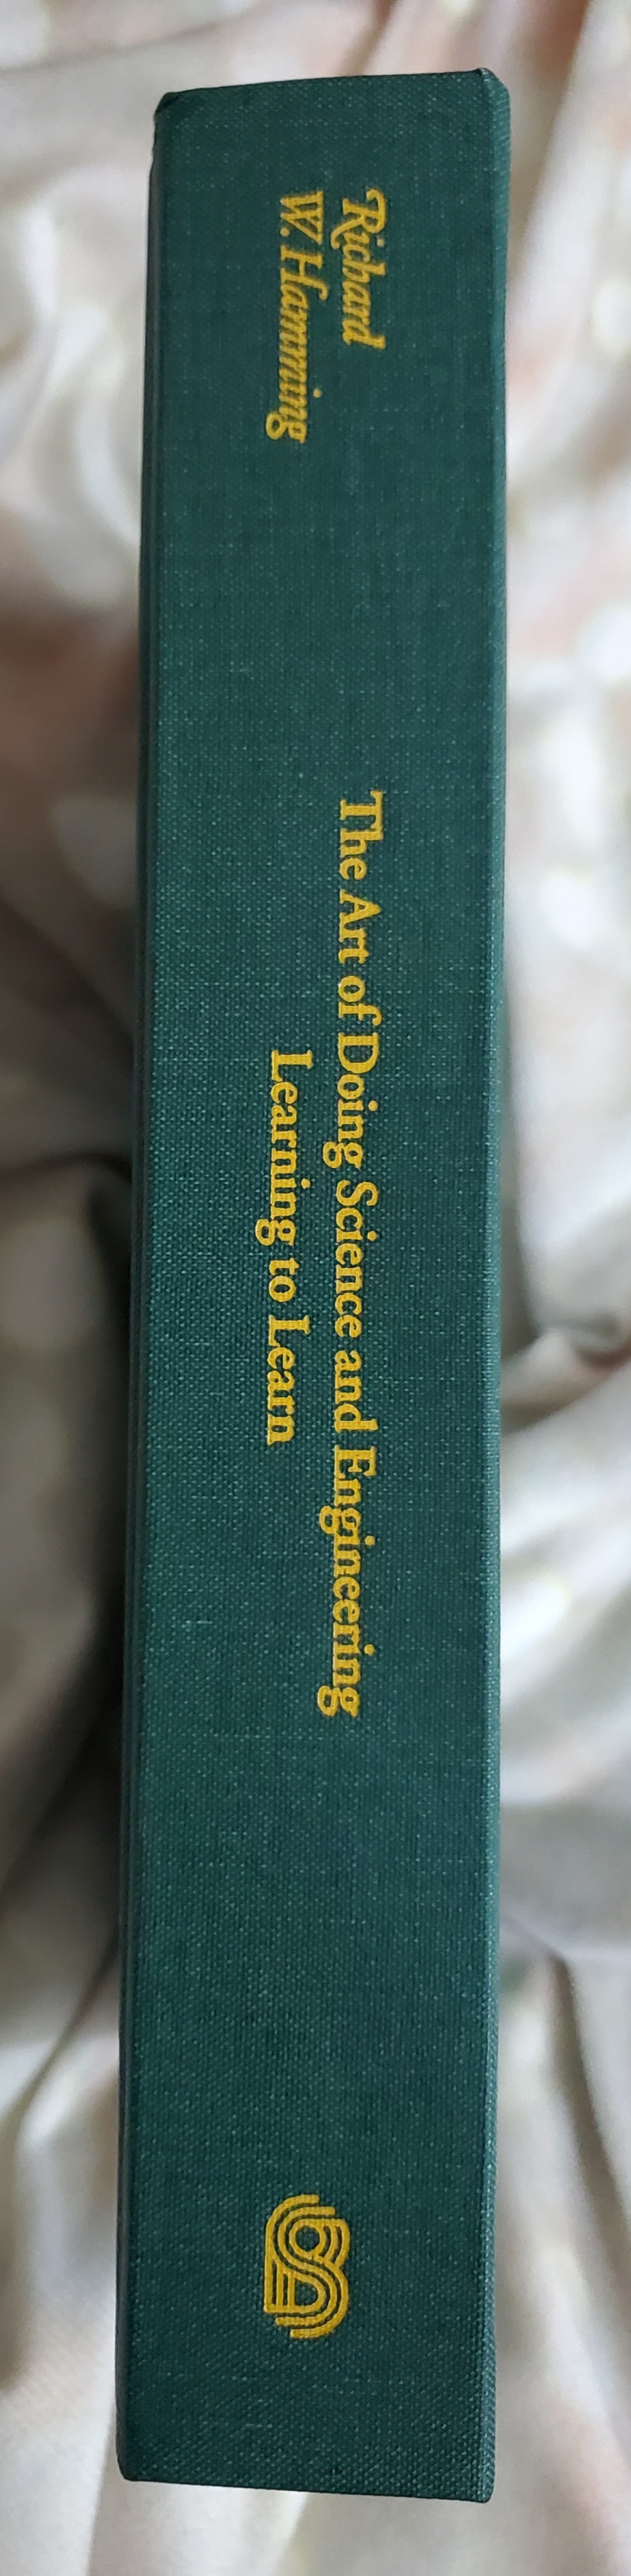 Richard
W. Hamming
The Art of Doing Science and Engineering
Learning to Learn